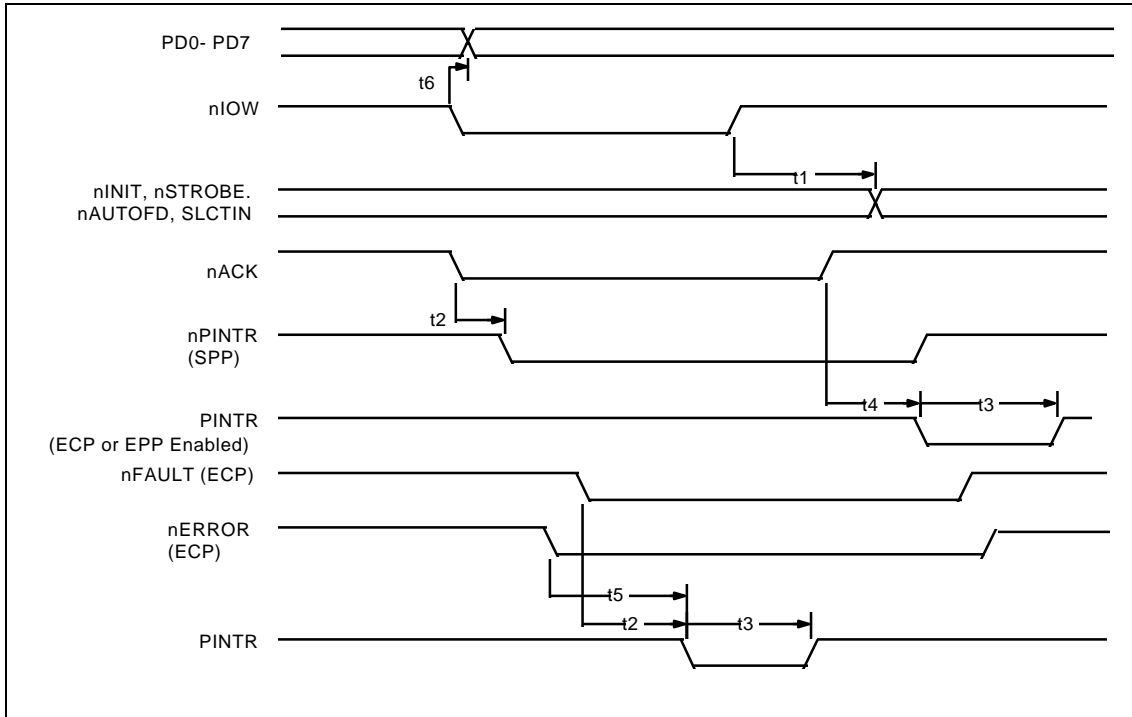 PD0- PD7
t6
nIOW
t1
nINIT, nSTROBE.
nAUTOFD, SLCTIN
nACK
t2
nPINTR
(SPP)
t4
t3
PINTR
(ECP or EPP Enabled)
nFAULT (ECP)
nERROR
(ECP)
t5
t2
t3
PINTR